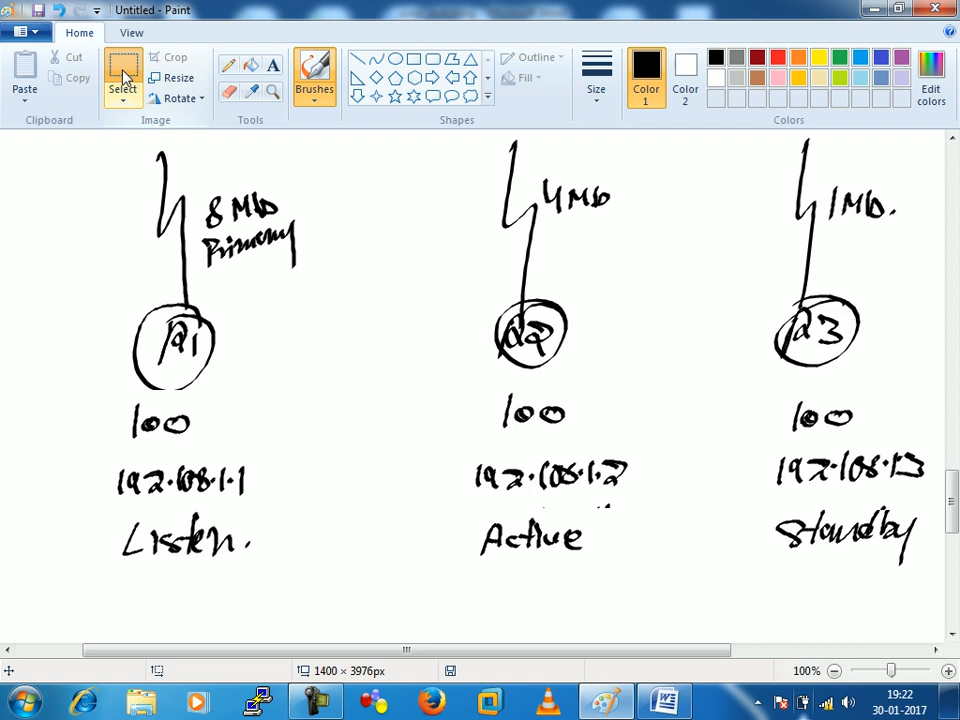 Untitled - Paint
Home
View
Paste
Cut
Copy
Select
Crop
Resize
Rotate
Brushes
Outline
Fill
Size
Color 1
Color 2
Edit colors
Clipboard
Image
Tools
Shapes
Colors
8 Mb
Primary
4 Mb
1 Mb.
R1
R2
R3
100
100
100
192.168.1.1
192.168.1.2
192.168.1.3
Listen.
Active
Standby
1400 × 3976px
100%
19:22
30-01-2017